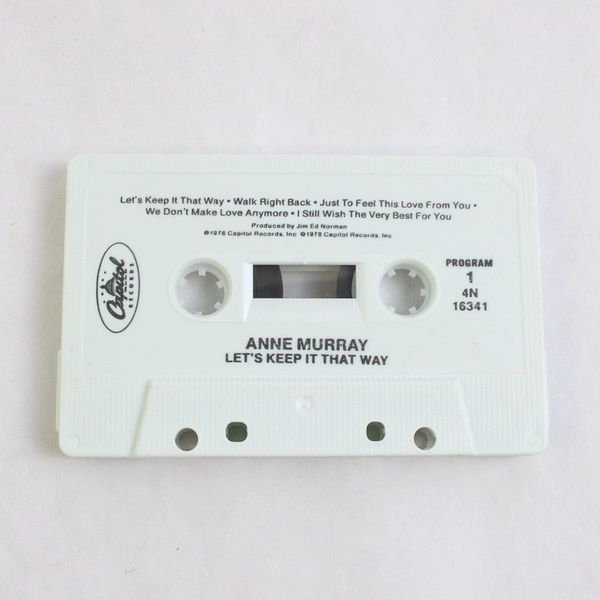 Let's Keep It That Way • Walk Right Back • Just To Feel This Love From You •
We Don't Make Love Anymore • I Still Wish The Very Best For You
Produced by Jim Ed Norman
℗1978 Capitol Records, Inc ©1978 Capitol Records, Inc.
Capitol
RECORDS
PROGRAM
1
4N
16341
ANNE MURRAY
LET'S KEEP IT THAT WAY